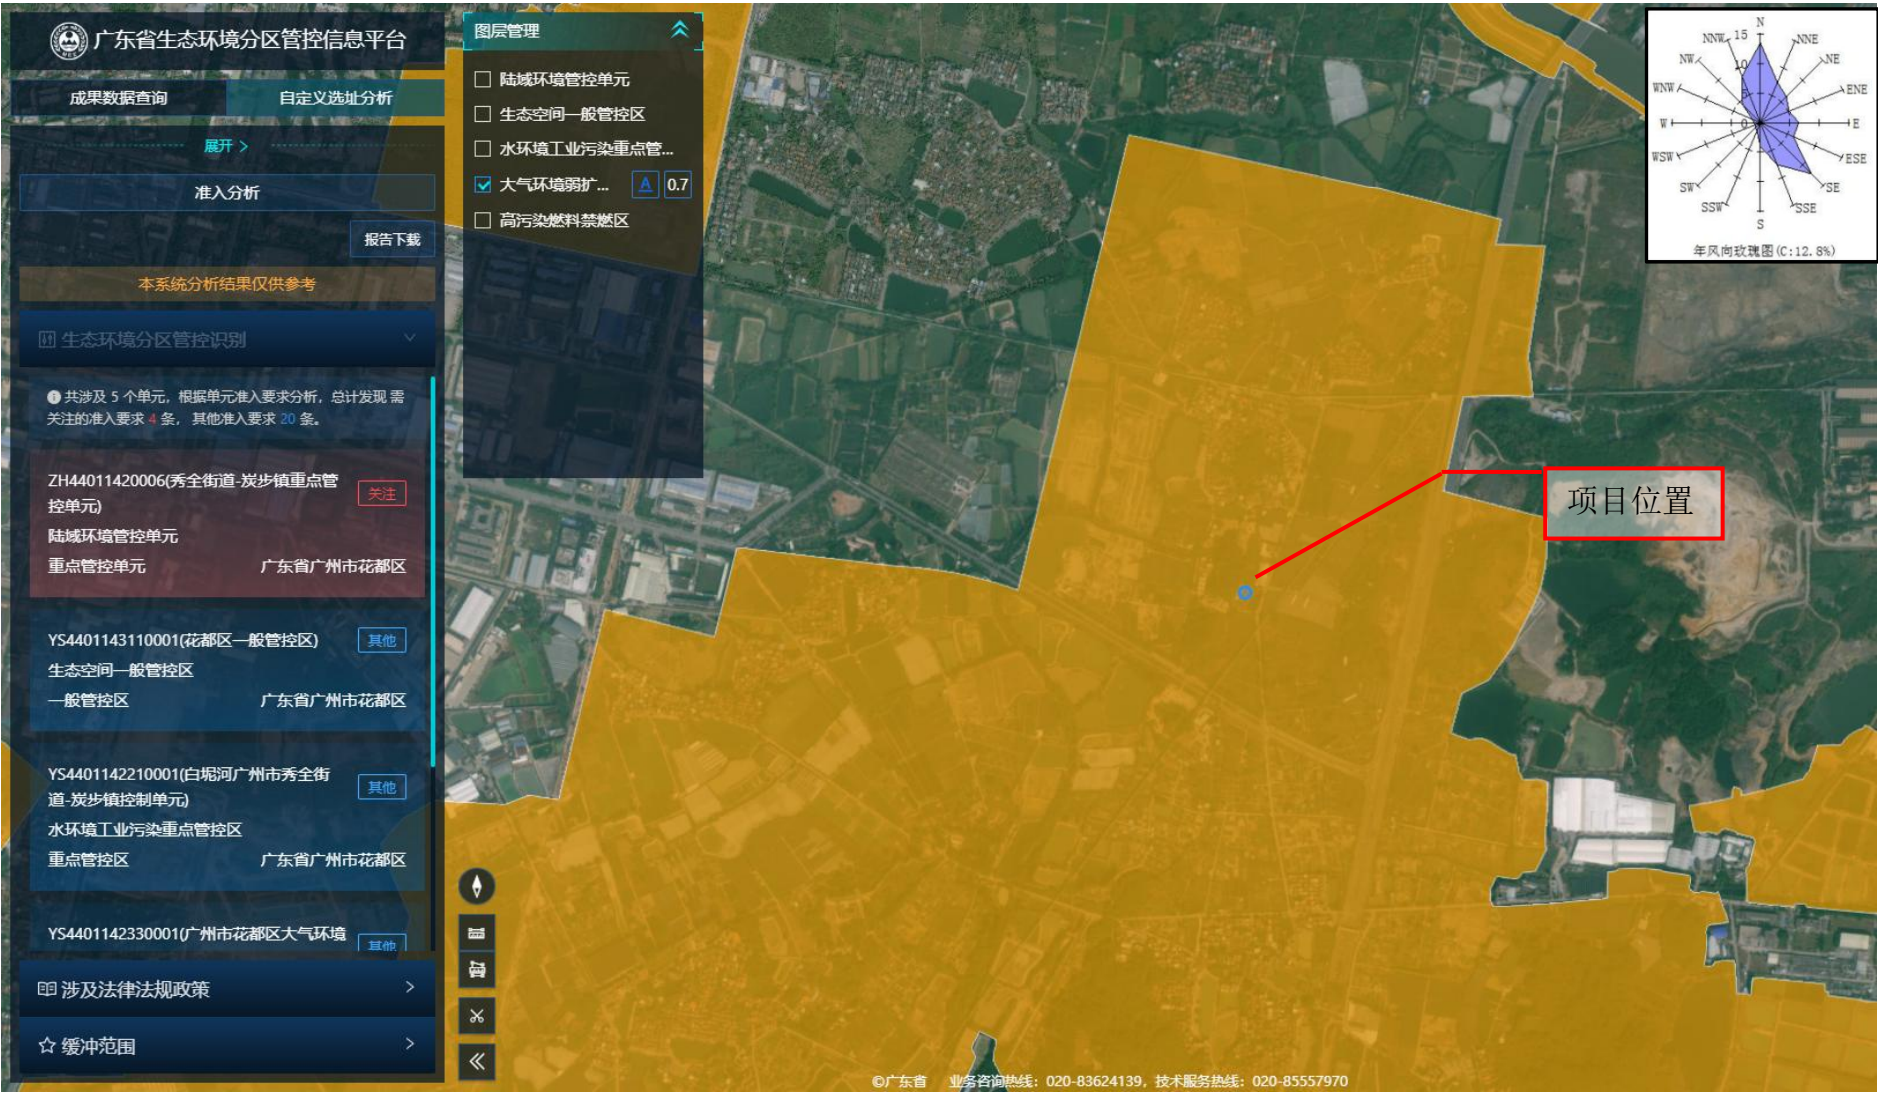 广东省生态环境分区管控信息平台
成果数据查询
自定义选址分析
展开 >
准入分析
报告下载
本系统分析结果仅供参考
生态环境分区管控识别
共涉及 5 个单元，根据单元准入要求分析，总计发现 需
关注的准入要求 4 条， 其他准入要求 20 条。
ZH44011420006(秀全街道-炭步镇重点管
控单元)
关注
陆域环境管控单元
重点管控单元
广东省广州市花都区
YS4401143110001(花都区一般管控区)
其他
生态空间一般管控区
一般管控区
广东省广州市花都区
YS4401142210001(白坭河广州市秀全街
道-炭步镇控制单元)
其他
水环境工业污染重点管控区
重点管控区
广东省广州市花都区
YS4401142330001(广州市花都区大气环境
其他
涉及法律法规政策
缓冲范围
图层管理
陆域环境管控单元
生态空间一般管控区
水环境工业污染重点管...
大气环境弱扩... A 0.7
高污染燃料禁燃区
项目位置
N
NNE
NE
ENE
E
ESE
SE
SSE
S
SSW
SW
WSW
W
WNW
NW
NNW
15
10
5
0
年风向玫瑰图(C:12.8%)
©广东省 业务咨询热线：020-83624139，技术服务热线：020-85557970